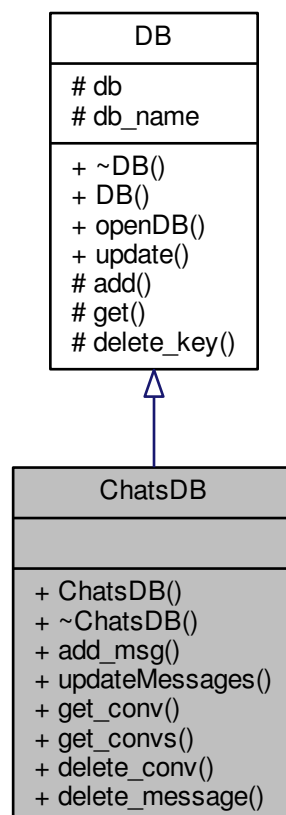 DB
# db
# db_name
+ ~DB()
+ DB()
+ openDB()
+ update()
# add()
# get()
# delete_key()
ChatsDB
+ ChatsDB()
+ ~ChatsDB()
+ add_msg()
+ updateMessages()
+ get_conv()
+ get_convs()
+ delete_conv()
+ delete_message()